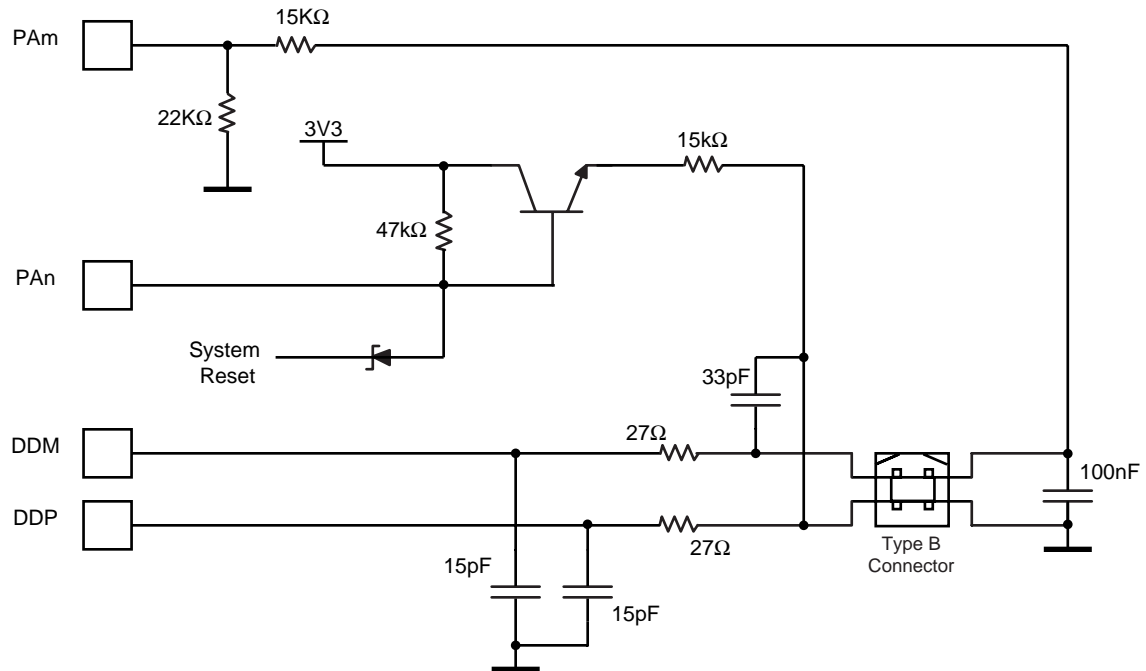 PAm
15KΩ
22KΩ
3V3
15kΩ
47kΩ
PAn
System
Reset
33pF
DDM
27Ω
100nF
DDP
27Ω
Type B
Connector
15pF
15pF